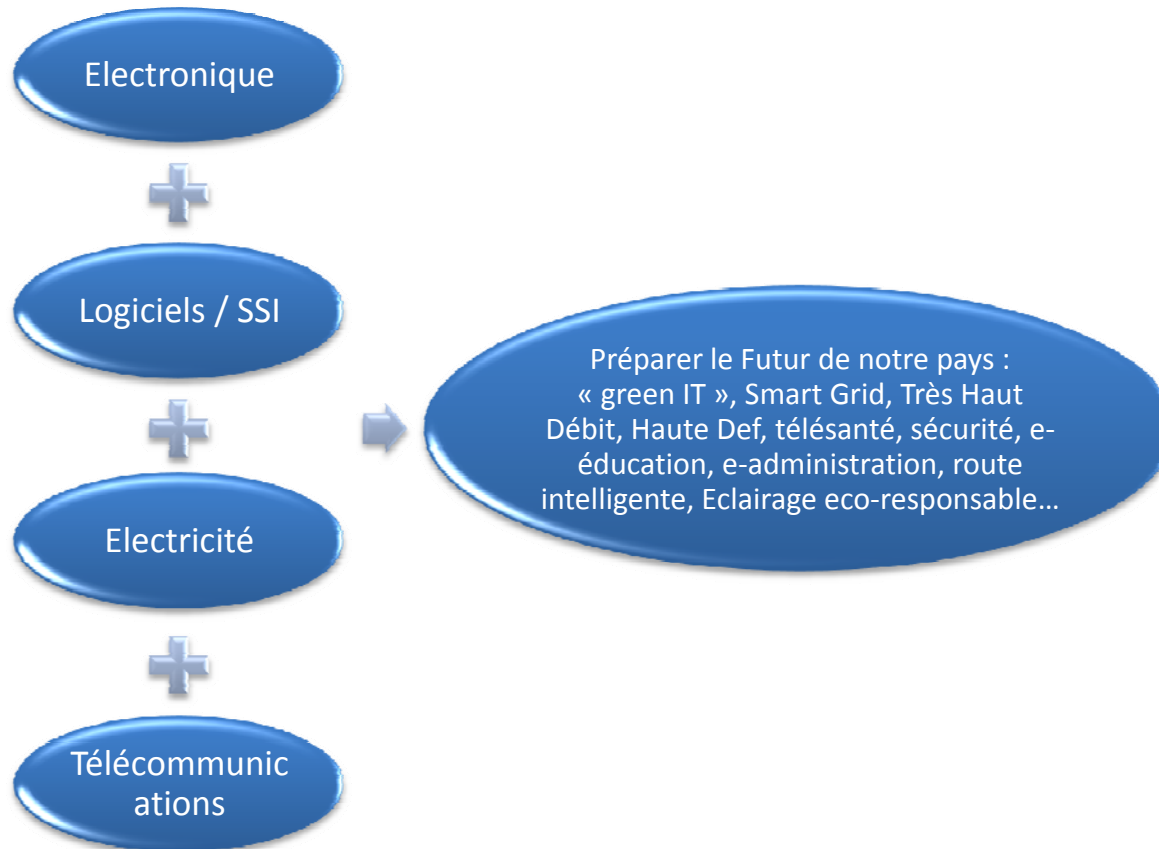 Electronique
Logiciels / SSI
Electricité
Télécommunic
ations
Préparer le Futur de notre pays :
« green IT », Smart Grid, Très Haut
Débit, Haute Def, télésanté, sécurité, e-
éducation, e-administration, route
intelligente, Eclairage eco-responsable…